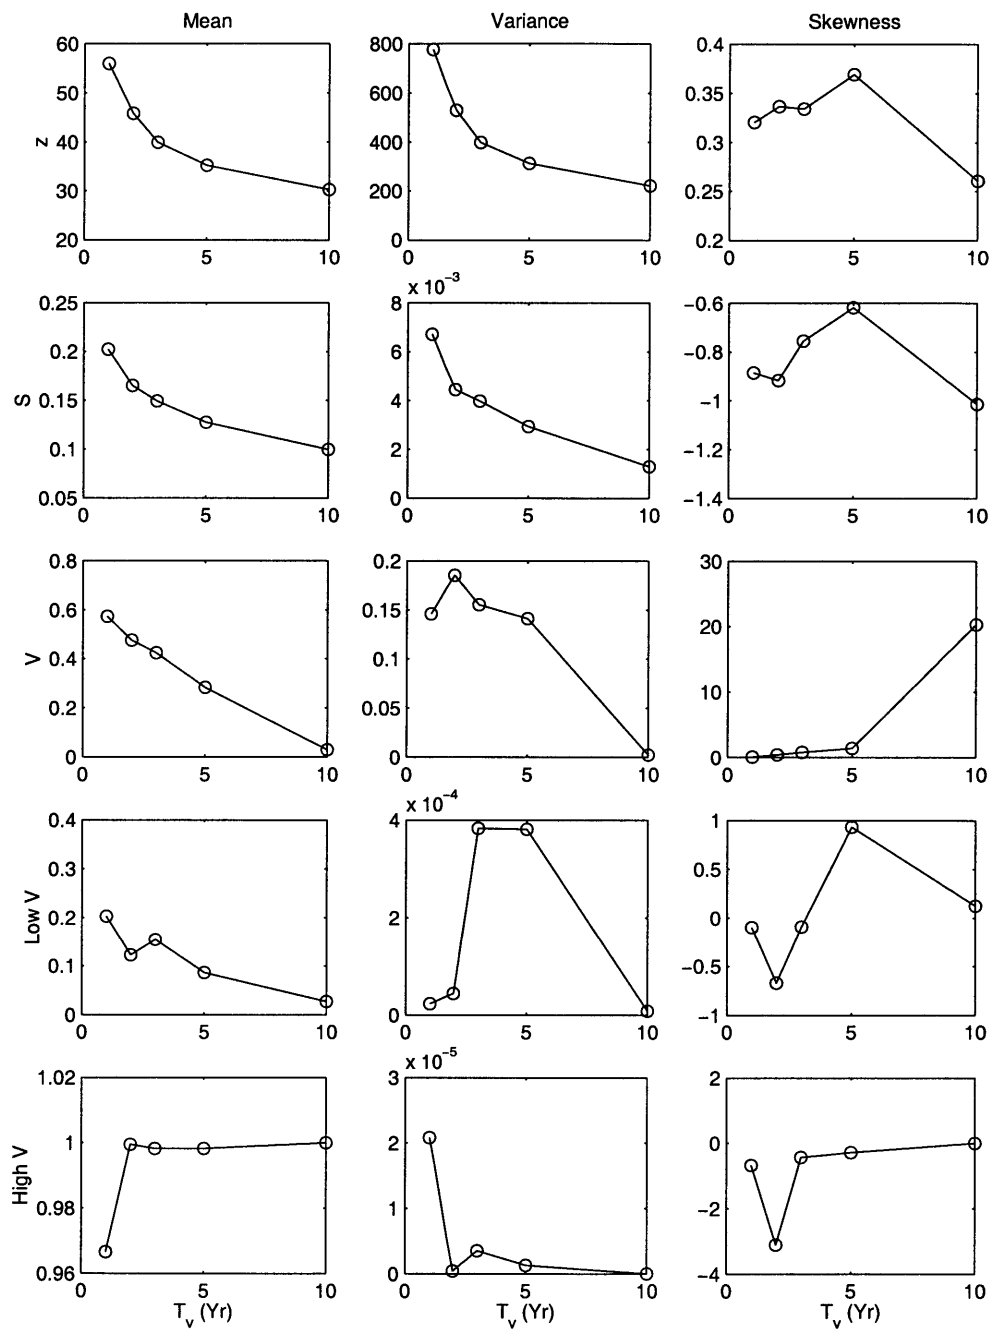 Mean Variance Skewness
60 800 0.4
50 600 0.35
z 40 400 0.3
30 200 0.25
20 0 0.2
0 5 10 0 5 10 0 5 10
x 10⁻³
0.25 8 −0.6
0.2 6 −0.8
S 0.15 4 −1
0.1 2 −1.2
0.05 0 −1.4
0 5 10 0 5 10 0 5 10
0.8 0.2 30
0.6 0.15 20
V 0.4 0.1
0.2 0.05 10
0 0 0
0 5 10 0 5 10 0 5 10
x 10⁻⁴
0.4 4 1
0.3 0.5
Low V 0.2 2 0
0.1 −0.5
0 0 −1
0 5 10 0 5 10 0 5 10
x 10⁻⁵
1.02 3 2
1 2 0
High V 0.98 1 −2
0.96 0 −4
0 5 10 0 5 10 0 5 10
Tᵥ (Yr) Tᵥ (Yr) Tᵥ (Yr)